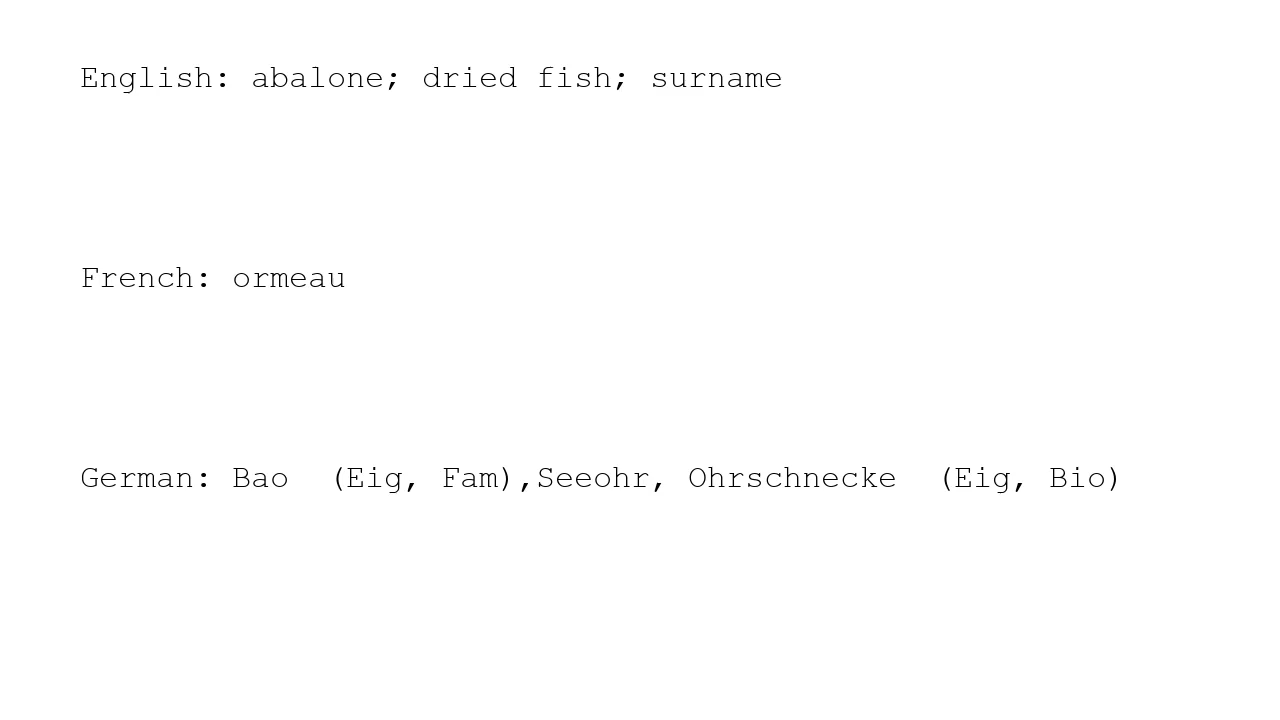 English: abalone; dried fish; surname
French: ormeau
German: Bao  (Eig, Fam),Seeohr, Ohrschnecke  (Eig, Bio)